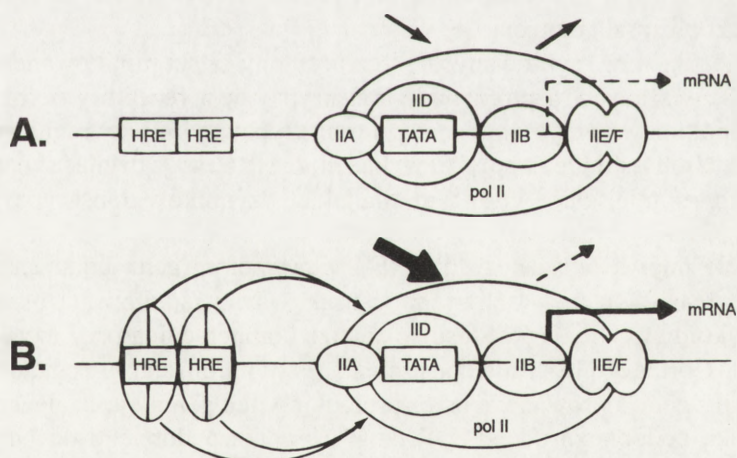 A.
HRE HRE IIA IID TATA IIB IIE/F mRNA
pol II
B.
HRE HRE IIA IID TATA IIB IIE/F mRNA
pol II